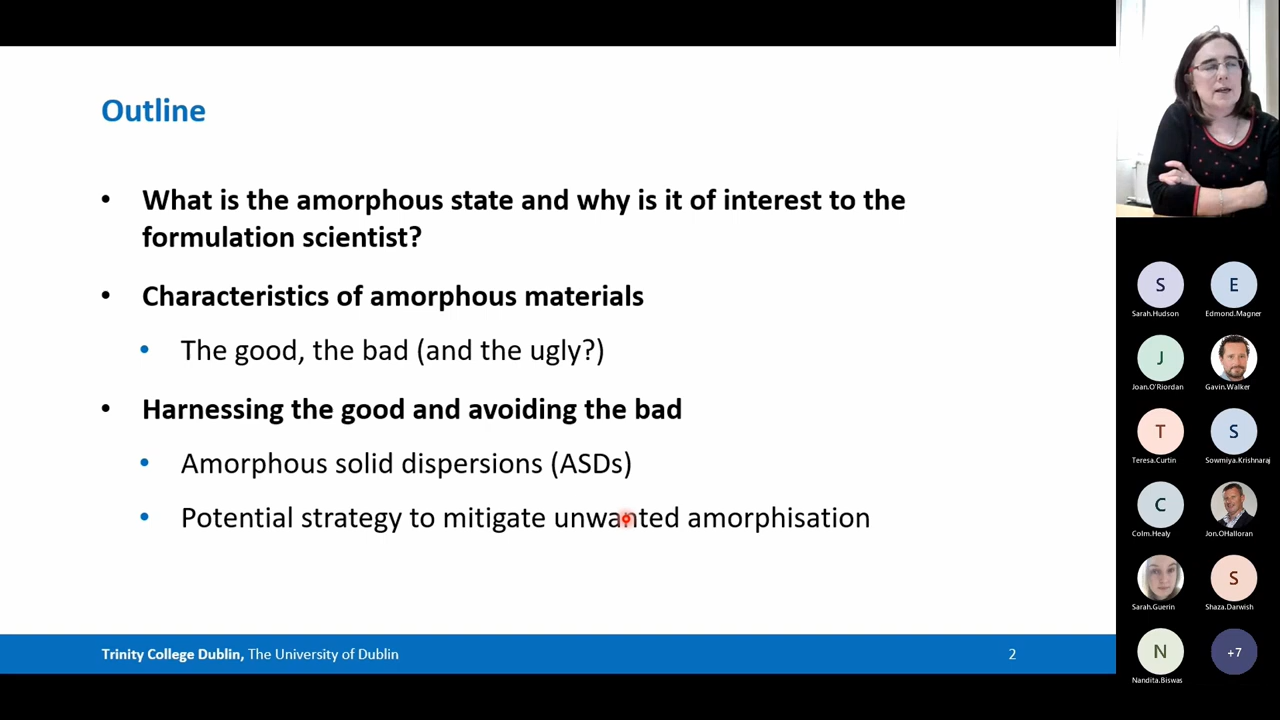 Outline
• What is the amorphous state and why is it of interest to the
formulation scientist?
• Characteristics of amorphous materials
• The good, the bad (and the ugly?)
• Harnessing the good and avoiding the bad
• Amorphous solid dispersions (ASDs)
• Potential strategy to mitigate unwanted amorphisation
Trinity College Dublin, The University of Dublin
2
S
E
Sarah.Hudson
Edmond.Magner
J
Joan.O'Riordan
Gavin.Walker
T
S
Teresa.Curtin
Sowmiya.Krishnaraj
C
Colm.Healy
Jon.OHalloran
S
Sarah.Guerin
Shaza.Darwish
N
+7
Nandita.Biswas